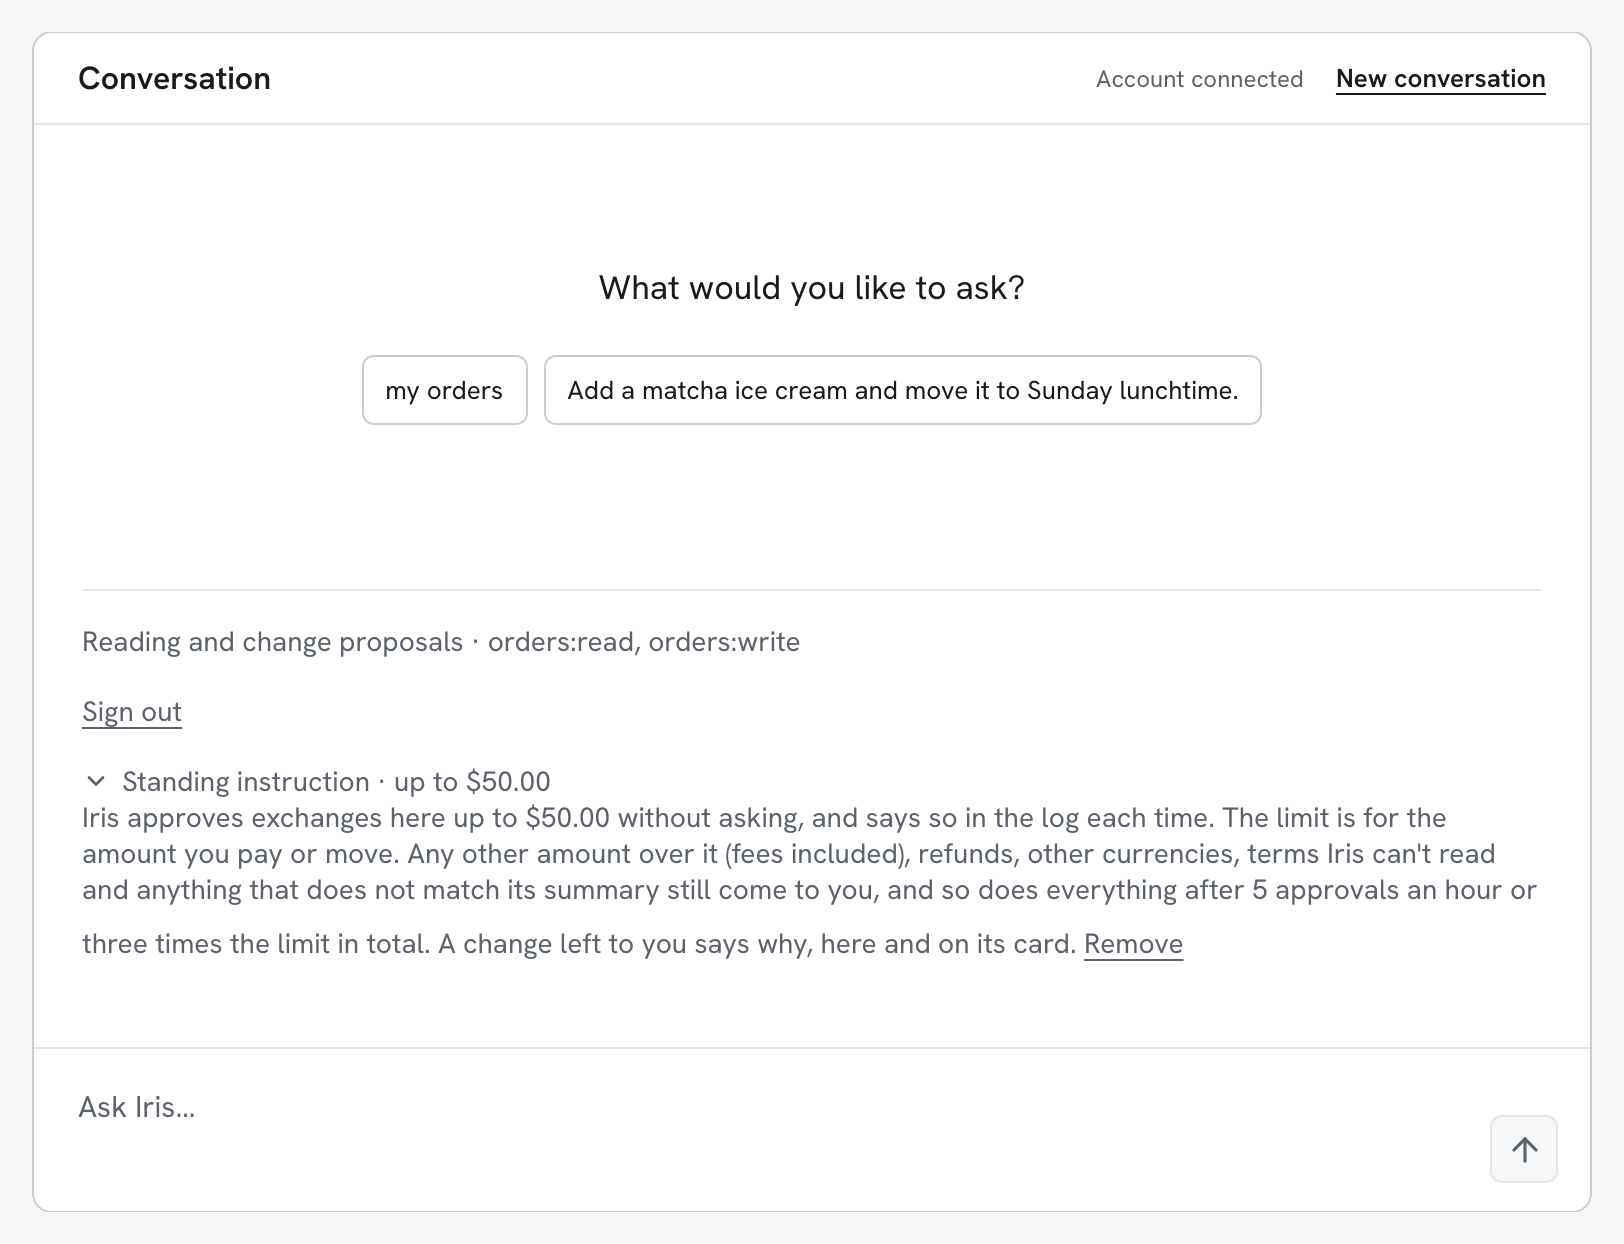 Conversation
Account connected
New conversation
What would you like to ask?
my orders
Add a matcha ice cream and move it to Sunday lunchtime.
Reading and change proposals · orders:read, orders:write
Sign out
Standing instruction · up to $50.00
Iris approves exchanges here up to $50.00 without asking, and says so in the log each time. The limit is for the
amount you pay or move. Any other amount over it (fees included), refunds, other currencies, terms Iris can't read
and anything that does not match its summary still come to you, and so does everything after 5 approvals an hour or
three times the limit in total. A change left to you says why, here and on its card. Remove
Ask Iris...